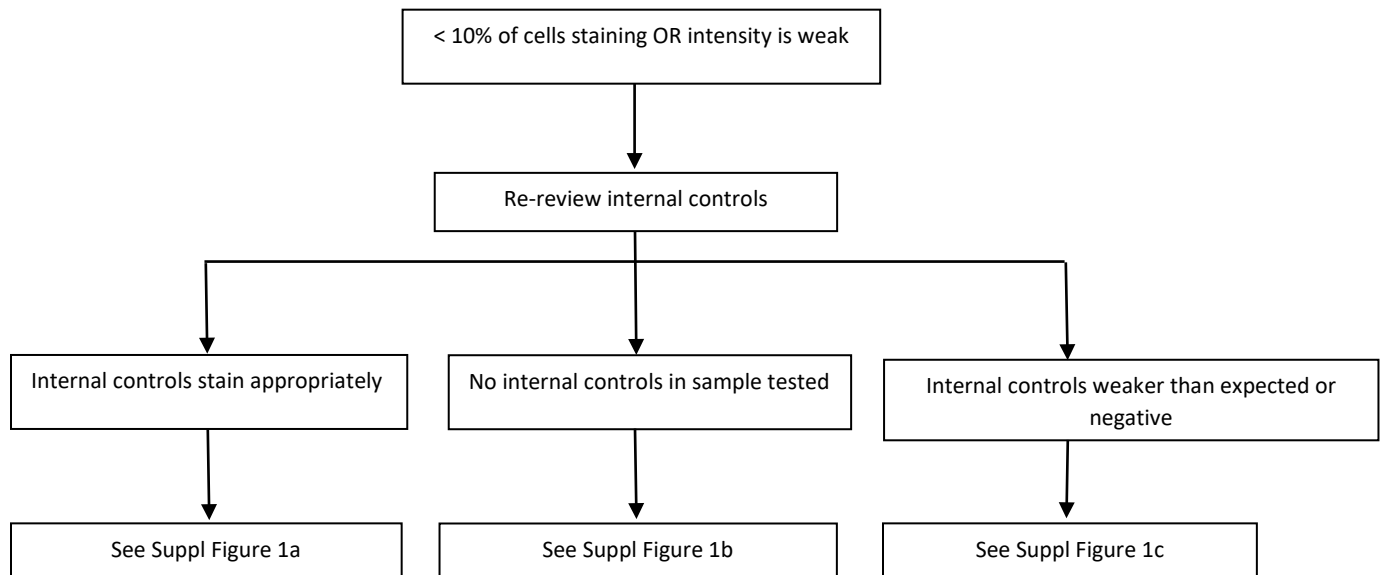 < 10% of cells staining OR intensity is weak
Re-review internal controls
Internal controls stain appropriately
No internal controls in sample tested
Internal controls weaker than expected or
negative
See Suppl Figure 1a
See Suppl Figure 1b
See Suppl Figure 1c